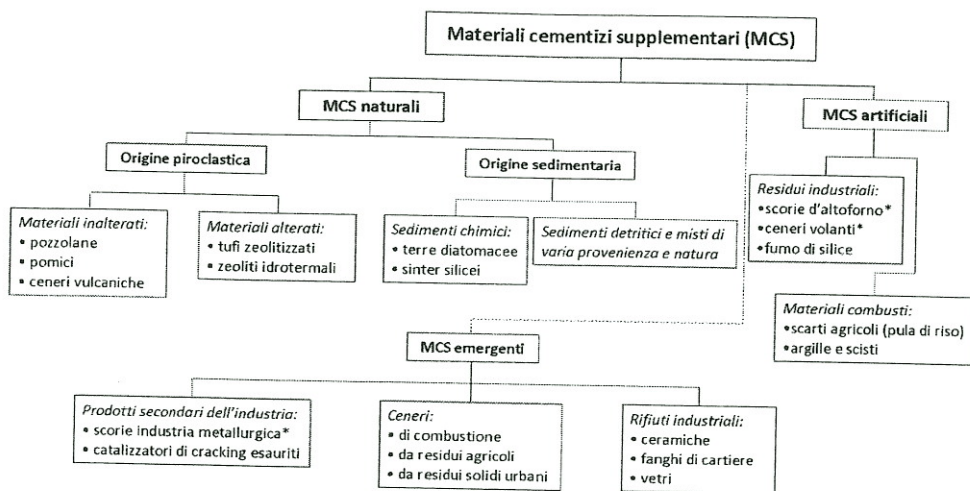 Materiali cementizi supplementari (MCS)
MCS naturali
MCS artificiali
Origine piroclastica
Origine sedimentaria
Materiali inalterati:
• pozzolane
• pomici
• ceneri vulcaniche
Materiali alterati:
• tufi zeolitizzati
• zeoliti idrotermali
Sedimenti chimici:
• terre diatomacee
• sinter silicei
Sedimenti detritici e misti di
varia provenienza e natura
Residui industriali:
•scorie d'altoforno*
•ceneri volanti*
•fumo di silice
Materiali combusti:
•scarti agricoli (pula di riso)
•argille e scisti
MCS emergenti
Prodotti secondari dell'industria:
• scorie industria metallurgica*
• catalizzatori di cracking esauriti
Ceneri:
• di combustione
• da residui agricoli
• da residui solidi urbani
Rifiuti industriali:
• ceramiche
• fanghi di cartiere
• vetri